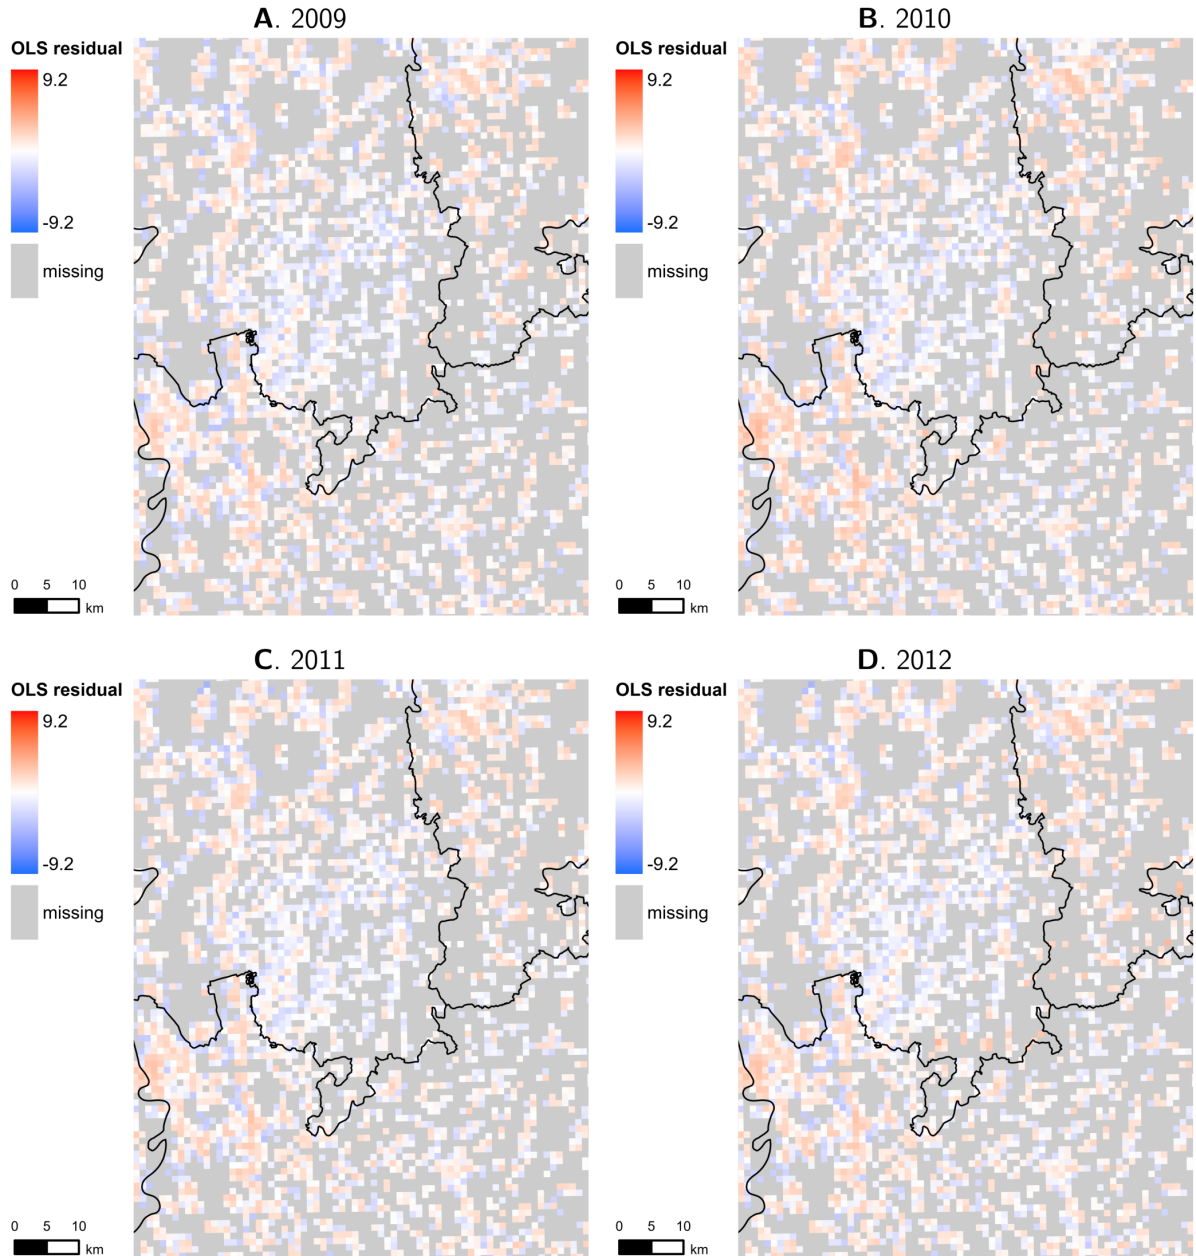 A. 2009
OLS residual
9.2
-9.2
missing
0 5 10
km
B. 2010
OLS residual
9.2
-9.2
missing
0 5 10
km
C. 2011
OLS residual
9.2
-9.2
missing
0 5 10
km
D. 2012
OLS residual
9.2
-9.2
missing
0 5 10
km